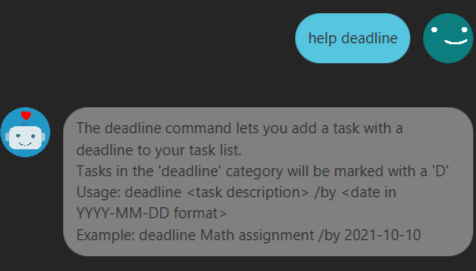 help deadline
The deadline command lets you add a task with a
deadline to your task list.
Tasks in the 'deadline' category will be marked with a 'D'
Usage: deadline <task description> /by <date in
YYYY-MM-DD format>
Example: deadline Math assignment /by 2021-10-10